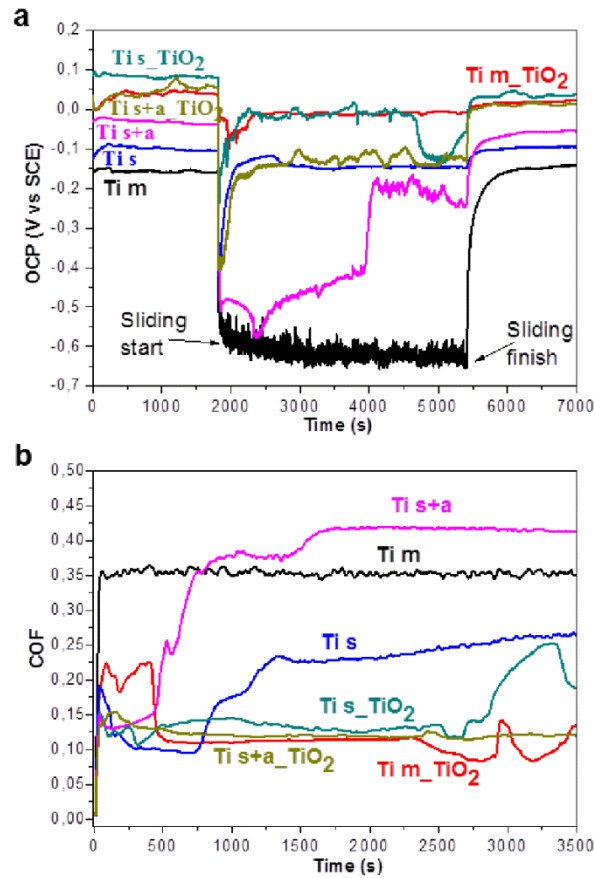 a
0,2
0,1
0,0
-0,1
-0,2
-0,3
-0,4
-0,5
-0,6
-0,7
OCP (V vs SCE)
Ti s_TiO₂
Ti m_TiO₂
Ti s+a_TiO₂
Ti s+a
Ti s
Ti m
Sliding
start
Sliding
finish
0 1000 2000 3000 4000 5000 6000 7000
Time (s)
b
0,50
0,45
0,40
0,35
0,30
0,25
0,20
0,15
0,10
0,05
0,00
COF
Ti s+a
Ti m
Ti s
Ti s_TiO₂
Ti s+a_TiO₂
Ti m_TiO₂
0 500 1000 1500 2000 2500 3000 3500
Time (s)